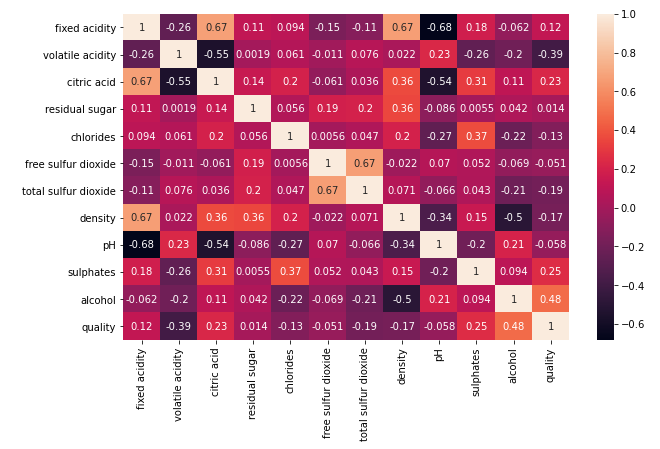 fixed acidity 1 -0.26 0.67 0.11 0.094 -0.15 -0.11 0.67 -0.68 0.18 -0.062 0.12
volatile acidity -0.26 1 -0.55 0.0019 0.061 -0.011 0.076 0.022 0.23 -0.26 -0.2 -0.39
citric acid 0.67 -0.55 1 0.14 0.2 -0.061 0.036 0.36 -0.54 0.31 0.11 0.23
residual sugar 0.11 0.0019 0.14 1 0.056 0.19 0.2 0.36 -0.086 0.0055 0.042 0.014
chlorides 0.094 0.061 0.2 0.056 1 0.0056 0.047 0.2 -0.27 0.37 -0.22 -0.13
free sulfur dioxide -0.15 -0.011 -0.061 0.19 0.0056 1 0.67 -0.022 0.07 0.052 -0.069 -0.051
total sulfur dioxide -0.11 0.076 0.036 0.2 0.047 0.67 1 0.071 -0.066 0.043 -0.21 -0.19
density 0.67 0.022 0.36 0.36 0.2 -0.022 0.071 1 -0.34 0.15 -0.5 -0.17
pH -0.68 0.23 -0.54 -0.086 -0.27 0.07 -0.066 -0.34 1 -0.2 0.21 -0.058
sulphates 0.18 -0.26 0.31 0.0055 0.37 0.052 0.043 0.15 -0.2 1 0.094 0.25
alcohol -0.062 -0.2 0.11 0.042 -0.22 -0.069 -0.21 -0.5 0.21 0.094 1 0.48
quality 0.12 -0.39 0.23 0.014 -0.13 -0.051 -0.19 -0.17 -0.058 0.25 0.48 1
fixed acidity
volatile acidity
citric acid
residual sugar
chlorides
free sulfur dioxide
total sulfur dioxide
density
pH
sulphates
alcohol
quality
1.0
0.8
0.6
0.4
0.2
0.0
−0.2
−0.4
−0.6